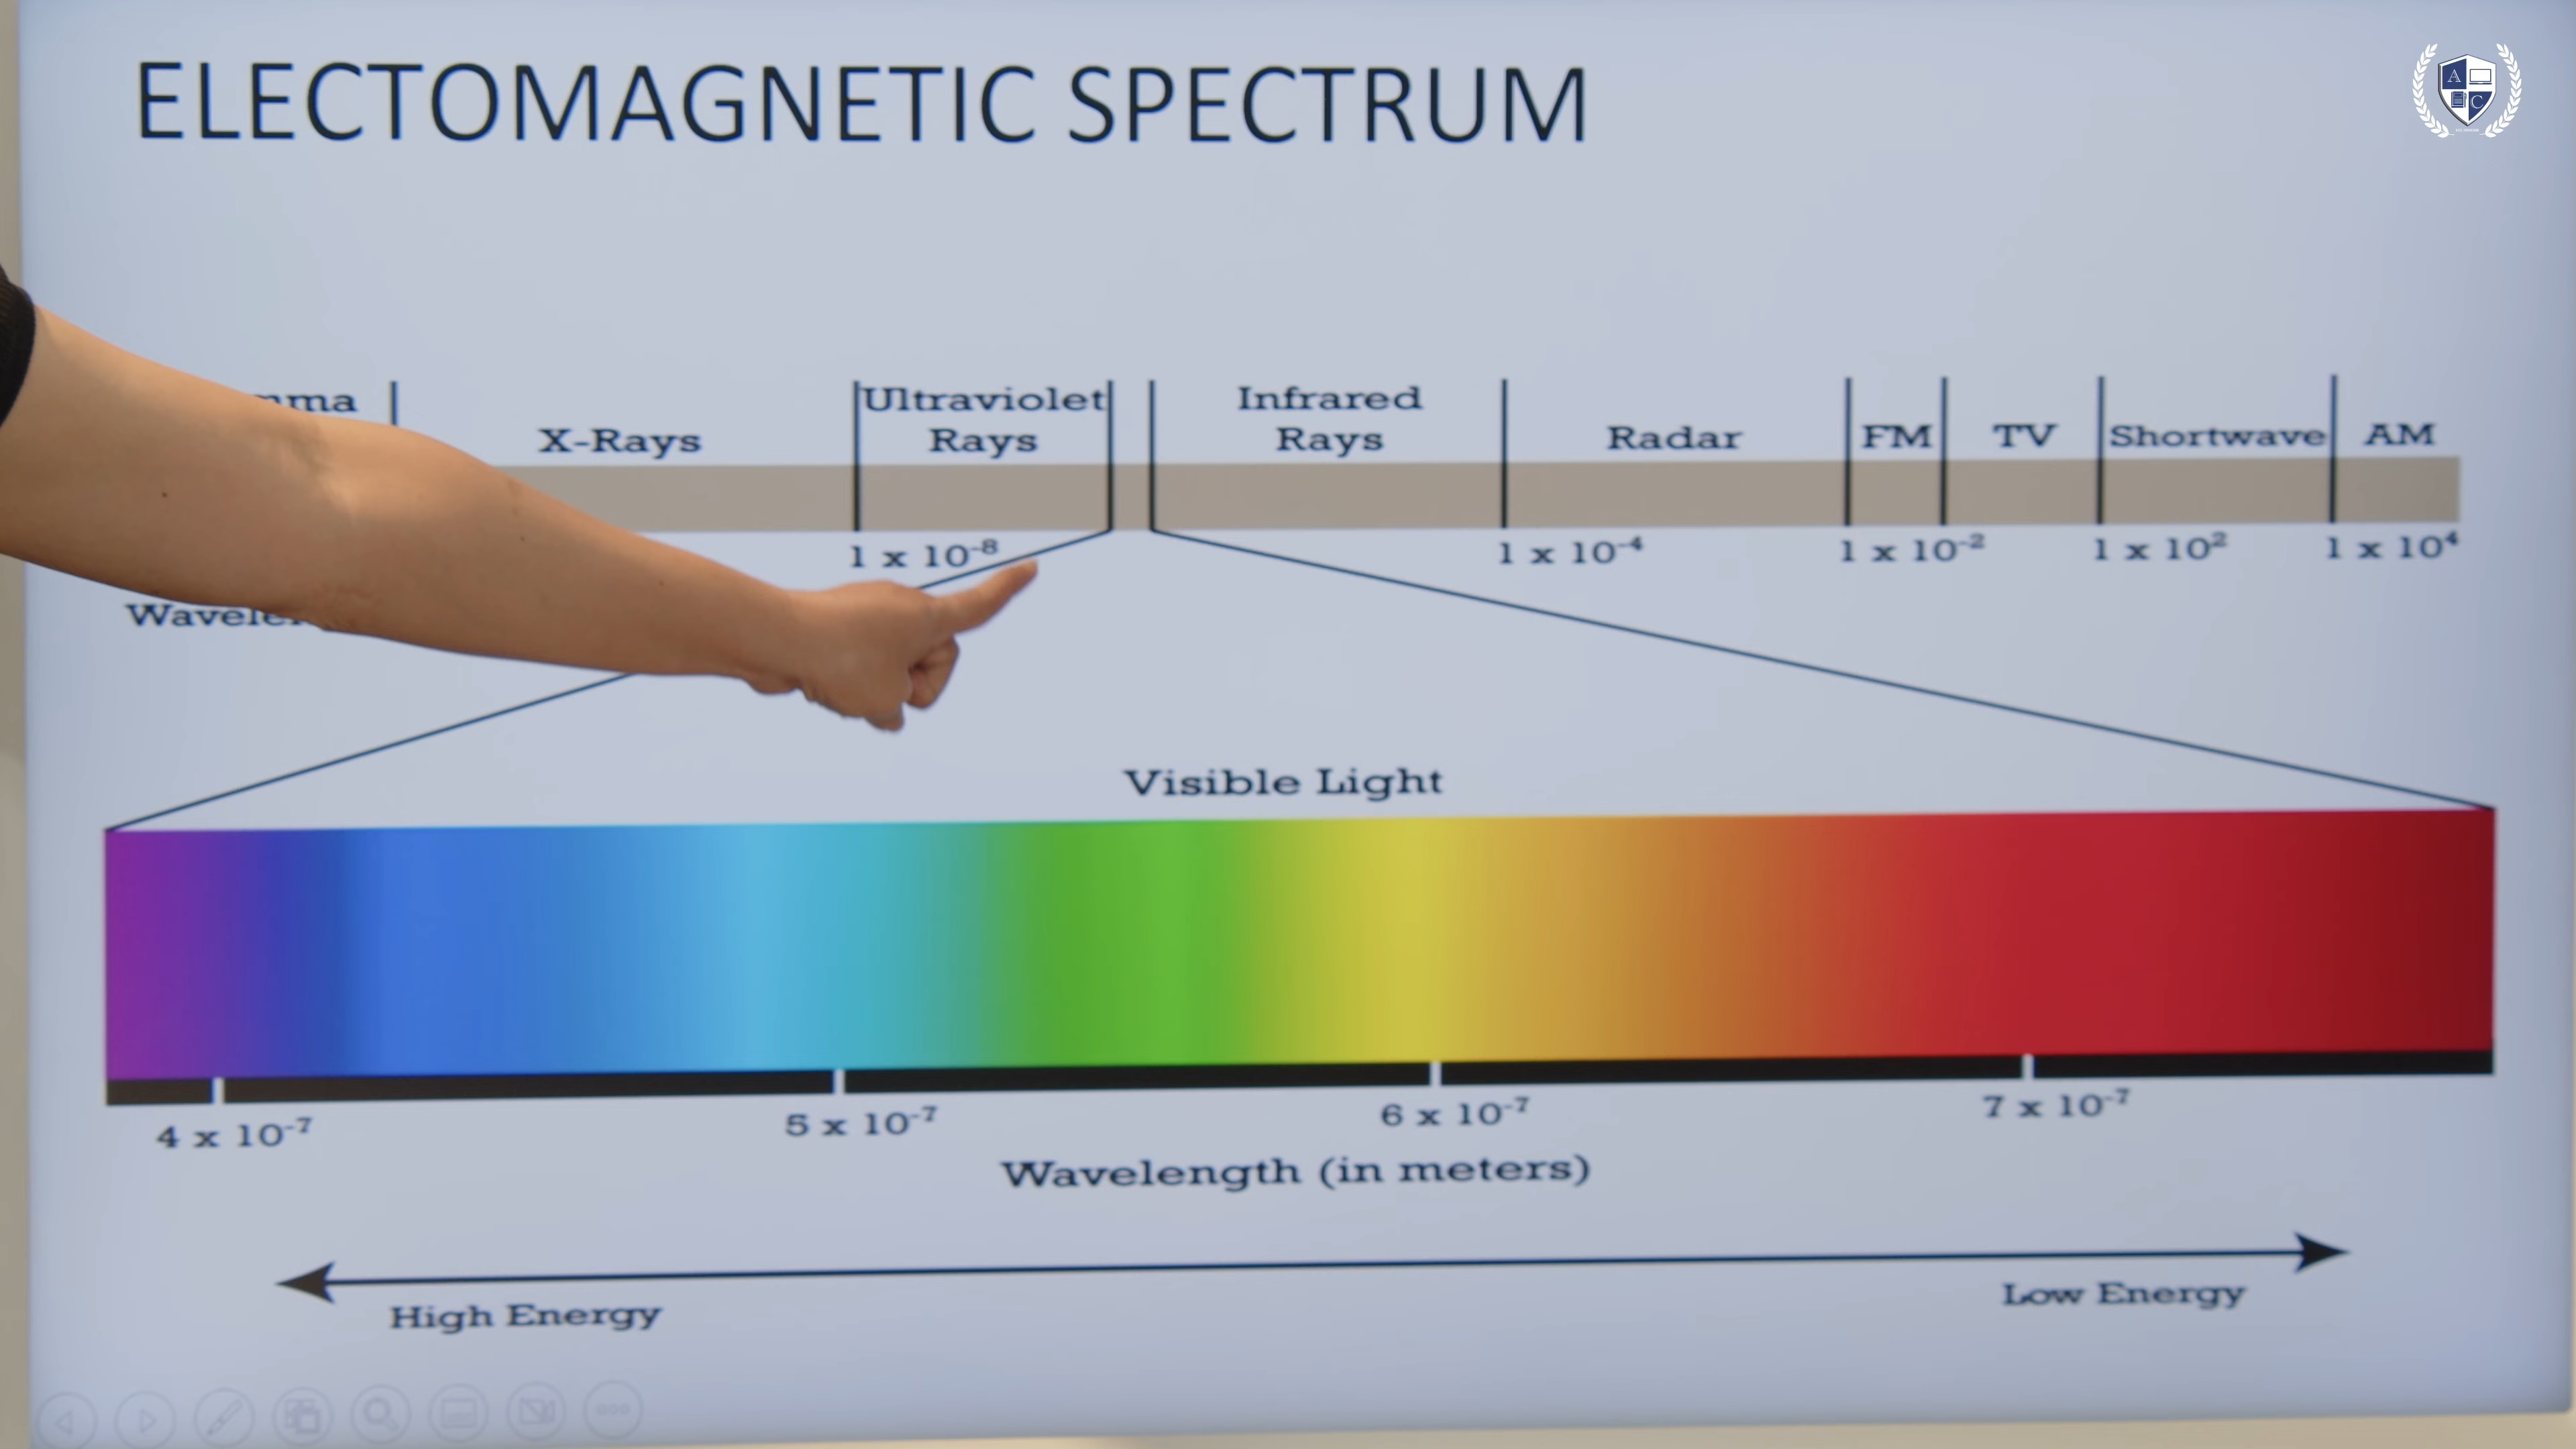 ELECTOMAGNETIC SPECTRUM
X-Rays
Ultraviolet
Rays
Infrared
Rays
Radar
FM
TV
Shortwave
AM
1 x 10⁻⁸
1 x 10⁻⁴
1 x 10⁻²
1 x 10²
1 x 10⁴
Visible Light
4 x 10⁻⁷
5 x 10⁻⁷
6 x 10⁻⁷
7 x 10⁻⁷
Wavelength (in meters)
High Energy
Low Energy
A
C